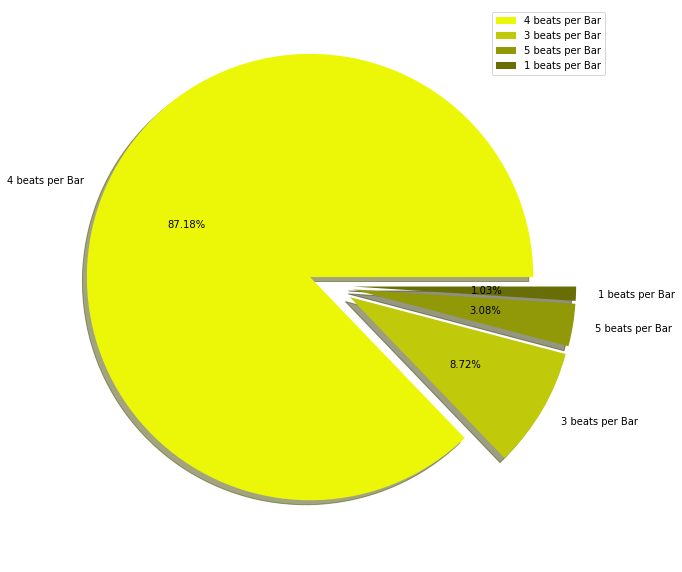 4 beats per Bar
3 beats per Bar
5 beats per Bar
1 beats per Bar
4 beats per Bar
87.18%
1.03%
1 beats per Bar
3.08%
5 beats per Bar
8.72%
3 beats per Bar